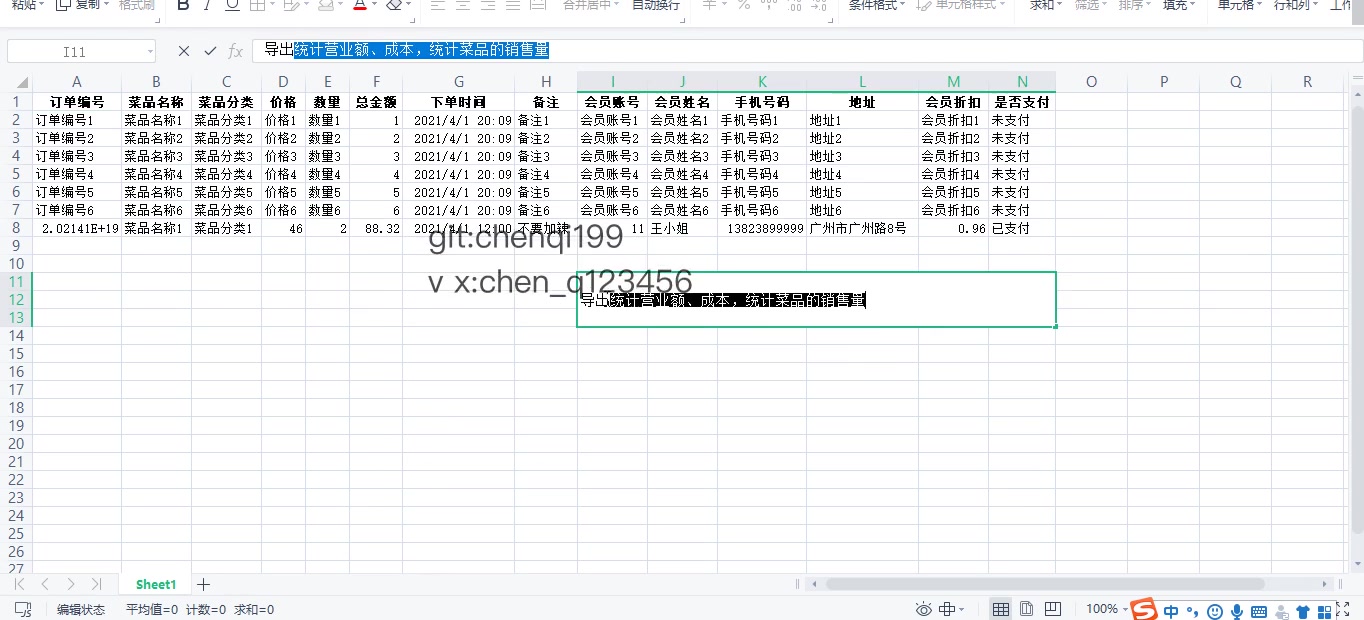 粘贴 复制 格式刷 B I U A 合并居中 自动换行 % 条件格式 单元格样式 求和 筛选 排序 填充 单元格 行和列 工作
I11 fx 导出统计营业额、成本，统计菜品的销售量
A B C D E F G H I J K L M N O P Q R
1 订单编号 菜品名称 菜品分类 价格 数量 总金额 下单时间 备注 会员账号 会员姓名 手机号码 地址 会员折扣 是否支付
2 订单编号1 菜品名称1 菜品分类1 价格1 数量1 1 2021/4/1 20:09 备注1 会员账号1 会员姓名1 手机号码1 地址1 会员折扣1 未支付
3 订单编号2 菜品名称2 菜品分类2 价格2 数量2 2 2021/4/1 20:09 备注2 会员账号2 会员姓名2 手机号码2 地址2 会员折扣2 未支付
4 订单编号3 菜品名称3 菜品分类3 价格3 数量3 3 2021/4/1 20:09 备注3 会员账号3 会员姓名3 手机号码3 地址3 会员折扣3 未支付
5 订单编号4 菜品名称4 菜品分类4 价格4 数量4 4 2021/4/1 20:09 备注4 会员账号4 会员姓名4 手机号码4 地址4 会员折扣4 未支付
6 订单编号5 菜品名称5 菜品分类5 价格5 数量5 5 2021/4/1 20:09 备注5 会员账号5 会员姓名5 手机号码5 地址5 会员折扣5 未支付
7 订单编号6 菜品名称6 菜品分类6 价格6 数量6 6 2021/4/1 20:09 备注6 会员账号6 会员姓名6 手机号码6 地址6 会员折扣6 未支付
8 2.02141E+19 菜品名称1 菜品分类1 46 2 88.32 2021/4/1 12:00 不要加辣 11 王小姐 13823899999 广州市广州路8号 0.96 已支付
git:chenqi199
9
10
v x:chen_q123456
11
12 导出统计营业额、成本，统计菜品的销售量
13
14
15
16
17
18
19
20
21
22
23
24
25
26
27
Sheet1
编辑状态 平均值=0 计数=0 求和=0 100% S 中